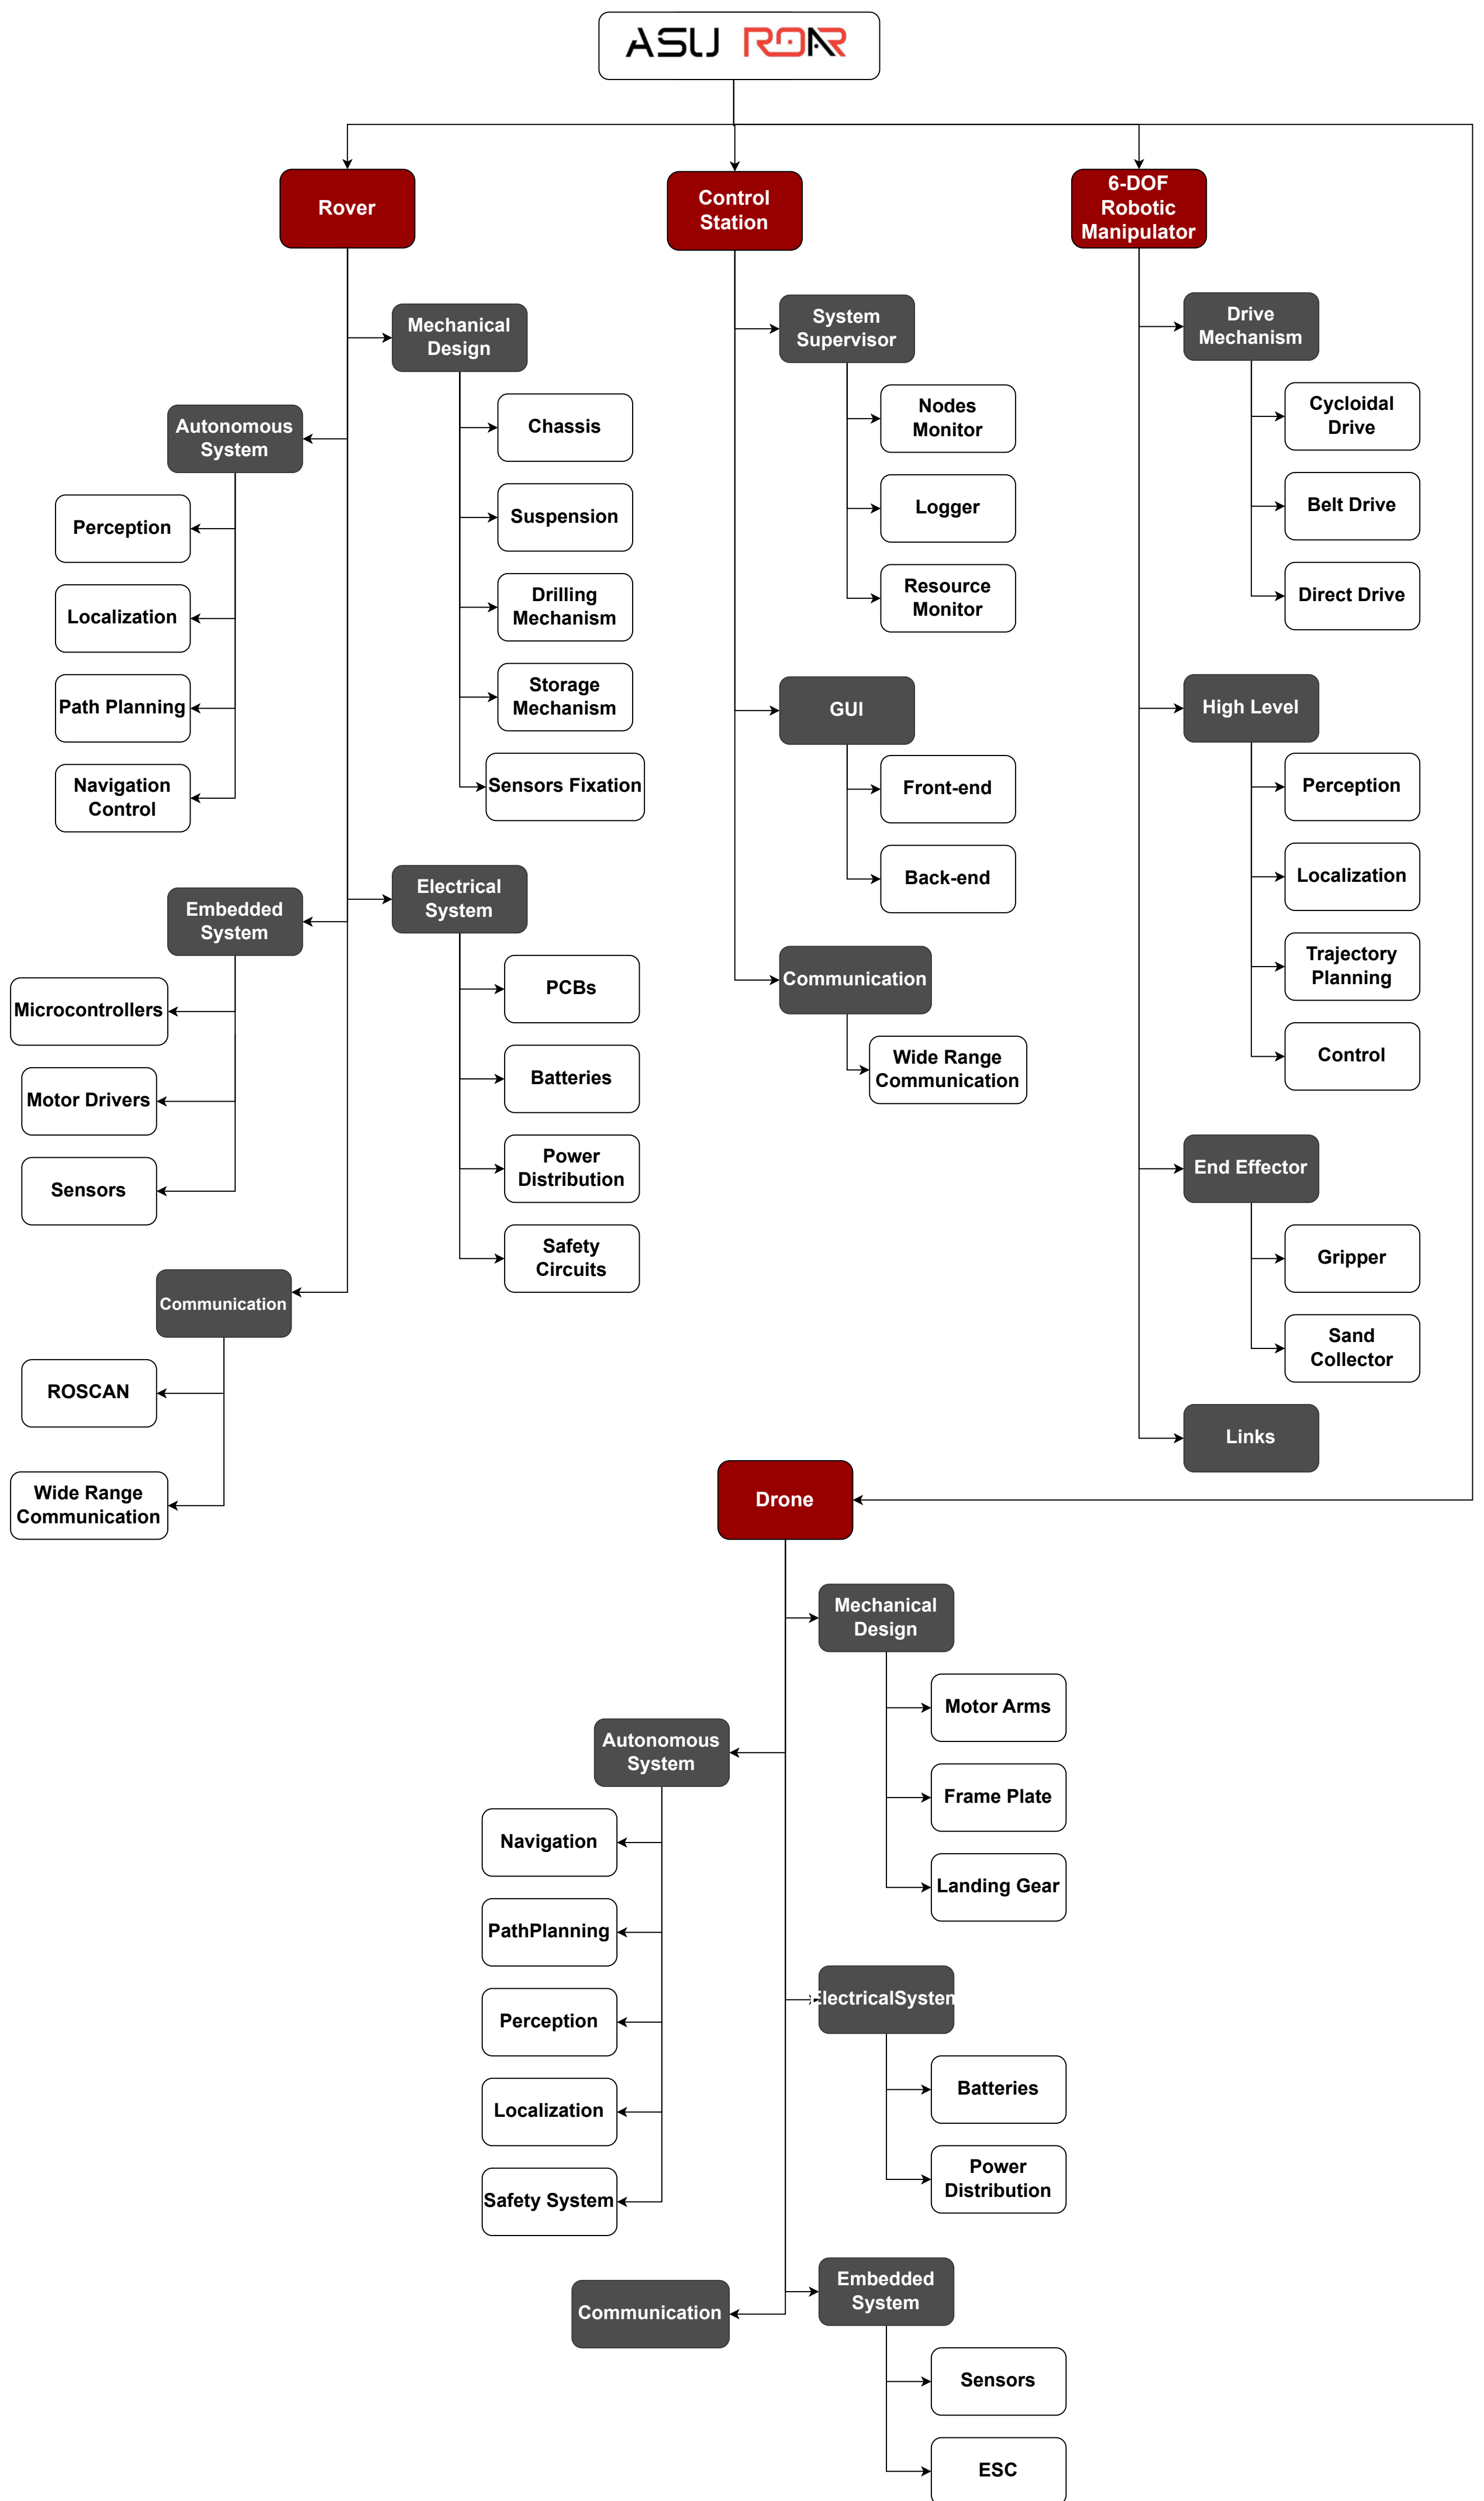 ASU ROAR
Rover
Control
Station
6-DOF
Robotic
Manipulator
Mechanical
Design
Chassis
Suspension
Drilling
Mechanism
Storage
Mechanism
Sensors Fixation
Autonomous
System
Perception
Localization
Path Planning
Navigation
Control
Electrical
System
PCBs
Batteries
Power
Distribution
Safety
Circuits
Embedded
System
Microcontrollers
Motor Drivers
Sensors
Communication
ROSCAN
Wide Range
Communication
System
Supervisor
Nodes
Monitor
Logger
Resource
Monitor
GUI
Front-end
Back-end
Communication
Wide Range
Communication
Drive
Mechanism
Cycloidal
Drive
Belt Drive
Direct Drive
High Level
Perception
Localization
Trajectory
Planning
Control
End Effector
Gripper
Sand
Collector
Links
Drone
Mechanical
Design
Motor Arms
Frame Plate
Landing Gear
Autonomous
System
Navigation
PathPlanning
Perception
Localization
Safety System
ElectricalSystem
Batteries
Power
Distribution
Communication
Embedded
System
Sensors
ESC